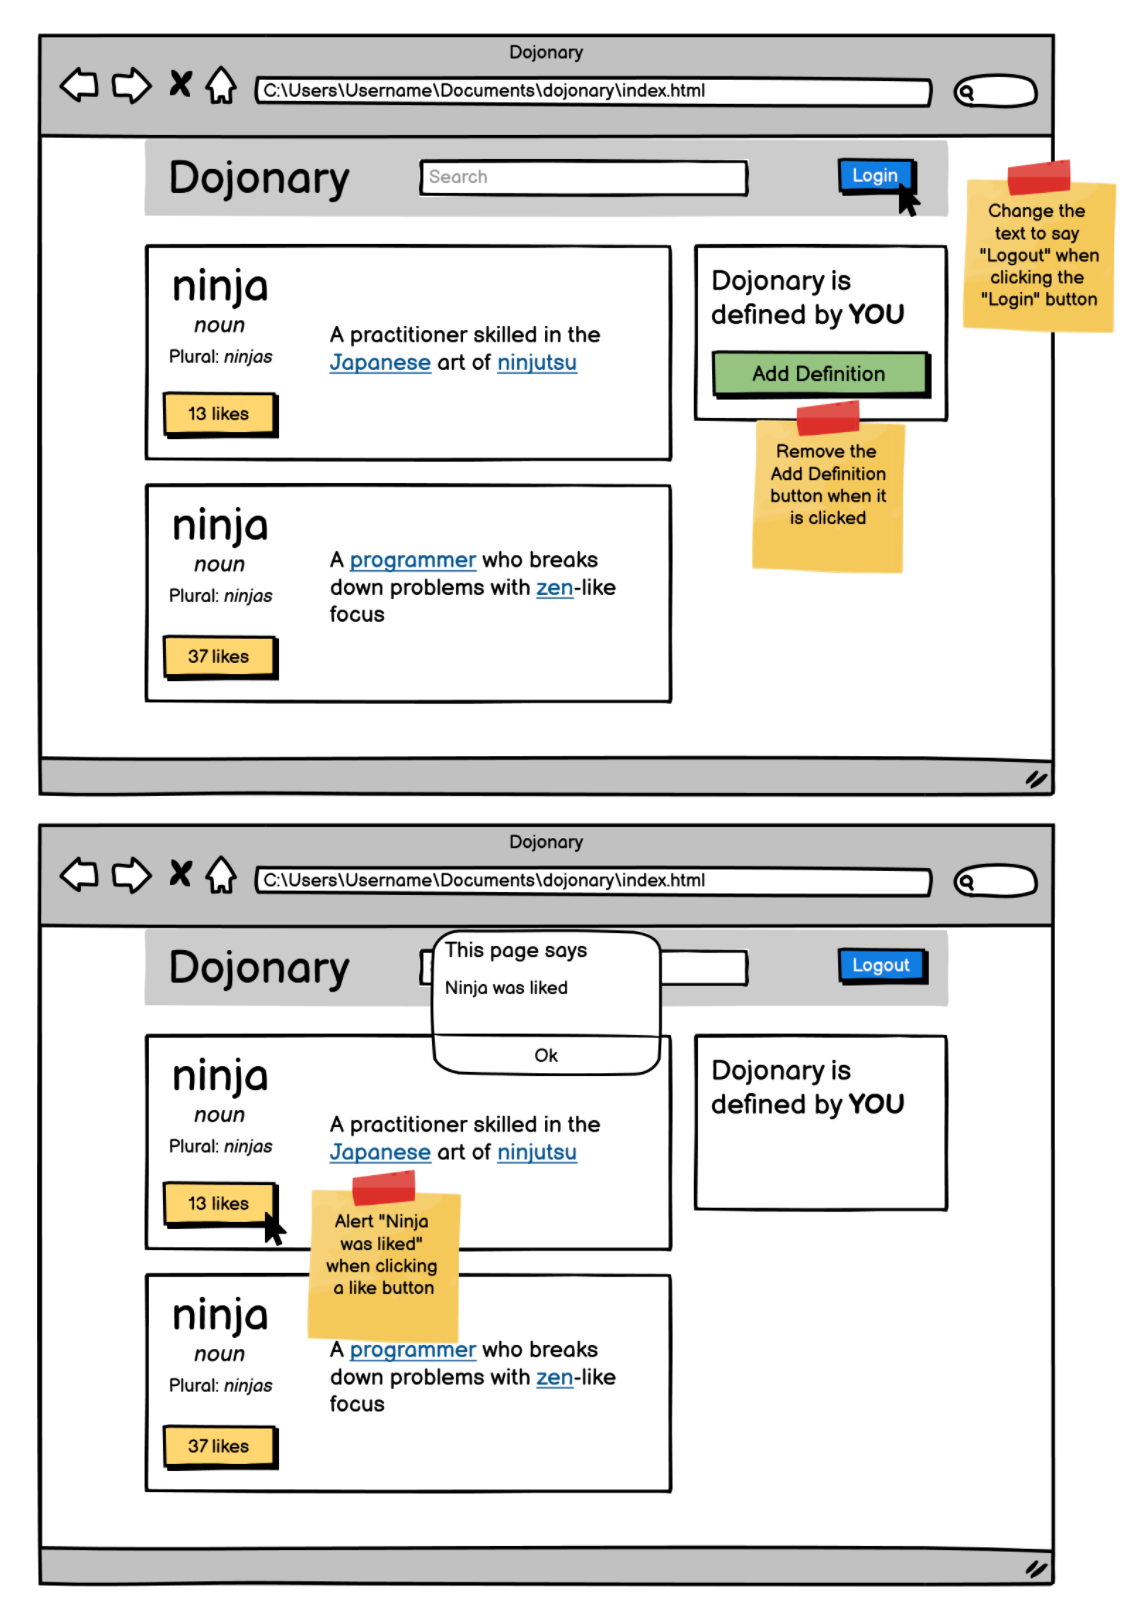 Dojonary
C:\Users\Username\Documents\dojonary\index.html
Dojonary
Search
Login
Change the
text to say
"Logout" when
clicking the
"Login" button
ninja
noun
Plural: ninjas
13 likes
A practitioner skilled in the
Japanese art of ninjutsu
Dojonary is
defined by YOU
Add Definition
Remove the
Add Definition
button when it
is clicked
ninja
noun
Plural: ninjas
37 likes
A programmer who breaks
down problems with zen-like
focus
Dojonary
C:\Users\Username\Documents\dojonary\index.html
Dojonary
This page says
Ninja was liked
Ok
Logout
ninja
noun
Plural: ninjas
13 likes
A practitioner skilled in the
Japanese art of ninjutsu
Alert "Ninja
was liked"
when clicking
a like button
Dojonary is
defined by YOU
ninja
noun
Plural: ninjas
37 likes
A programmer who breaks
down problems with zen-like
focus